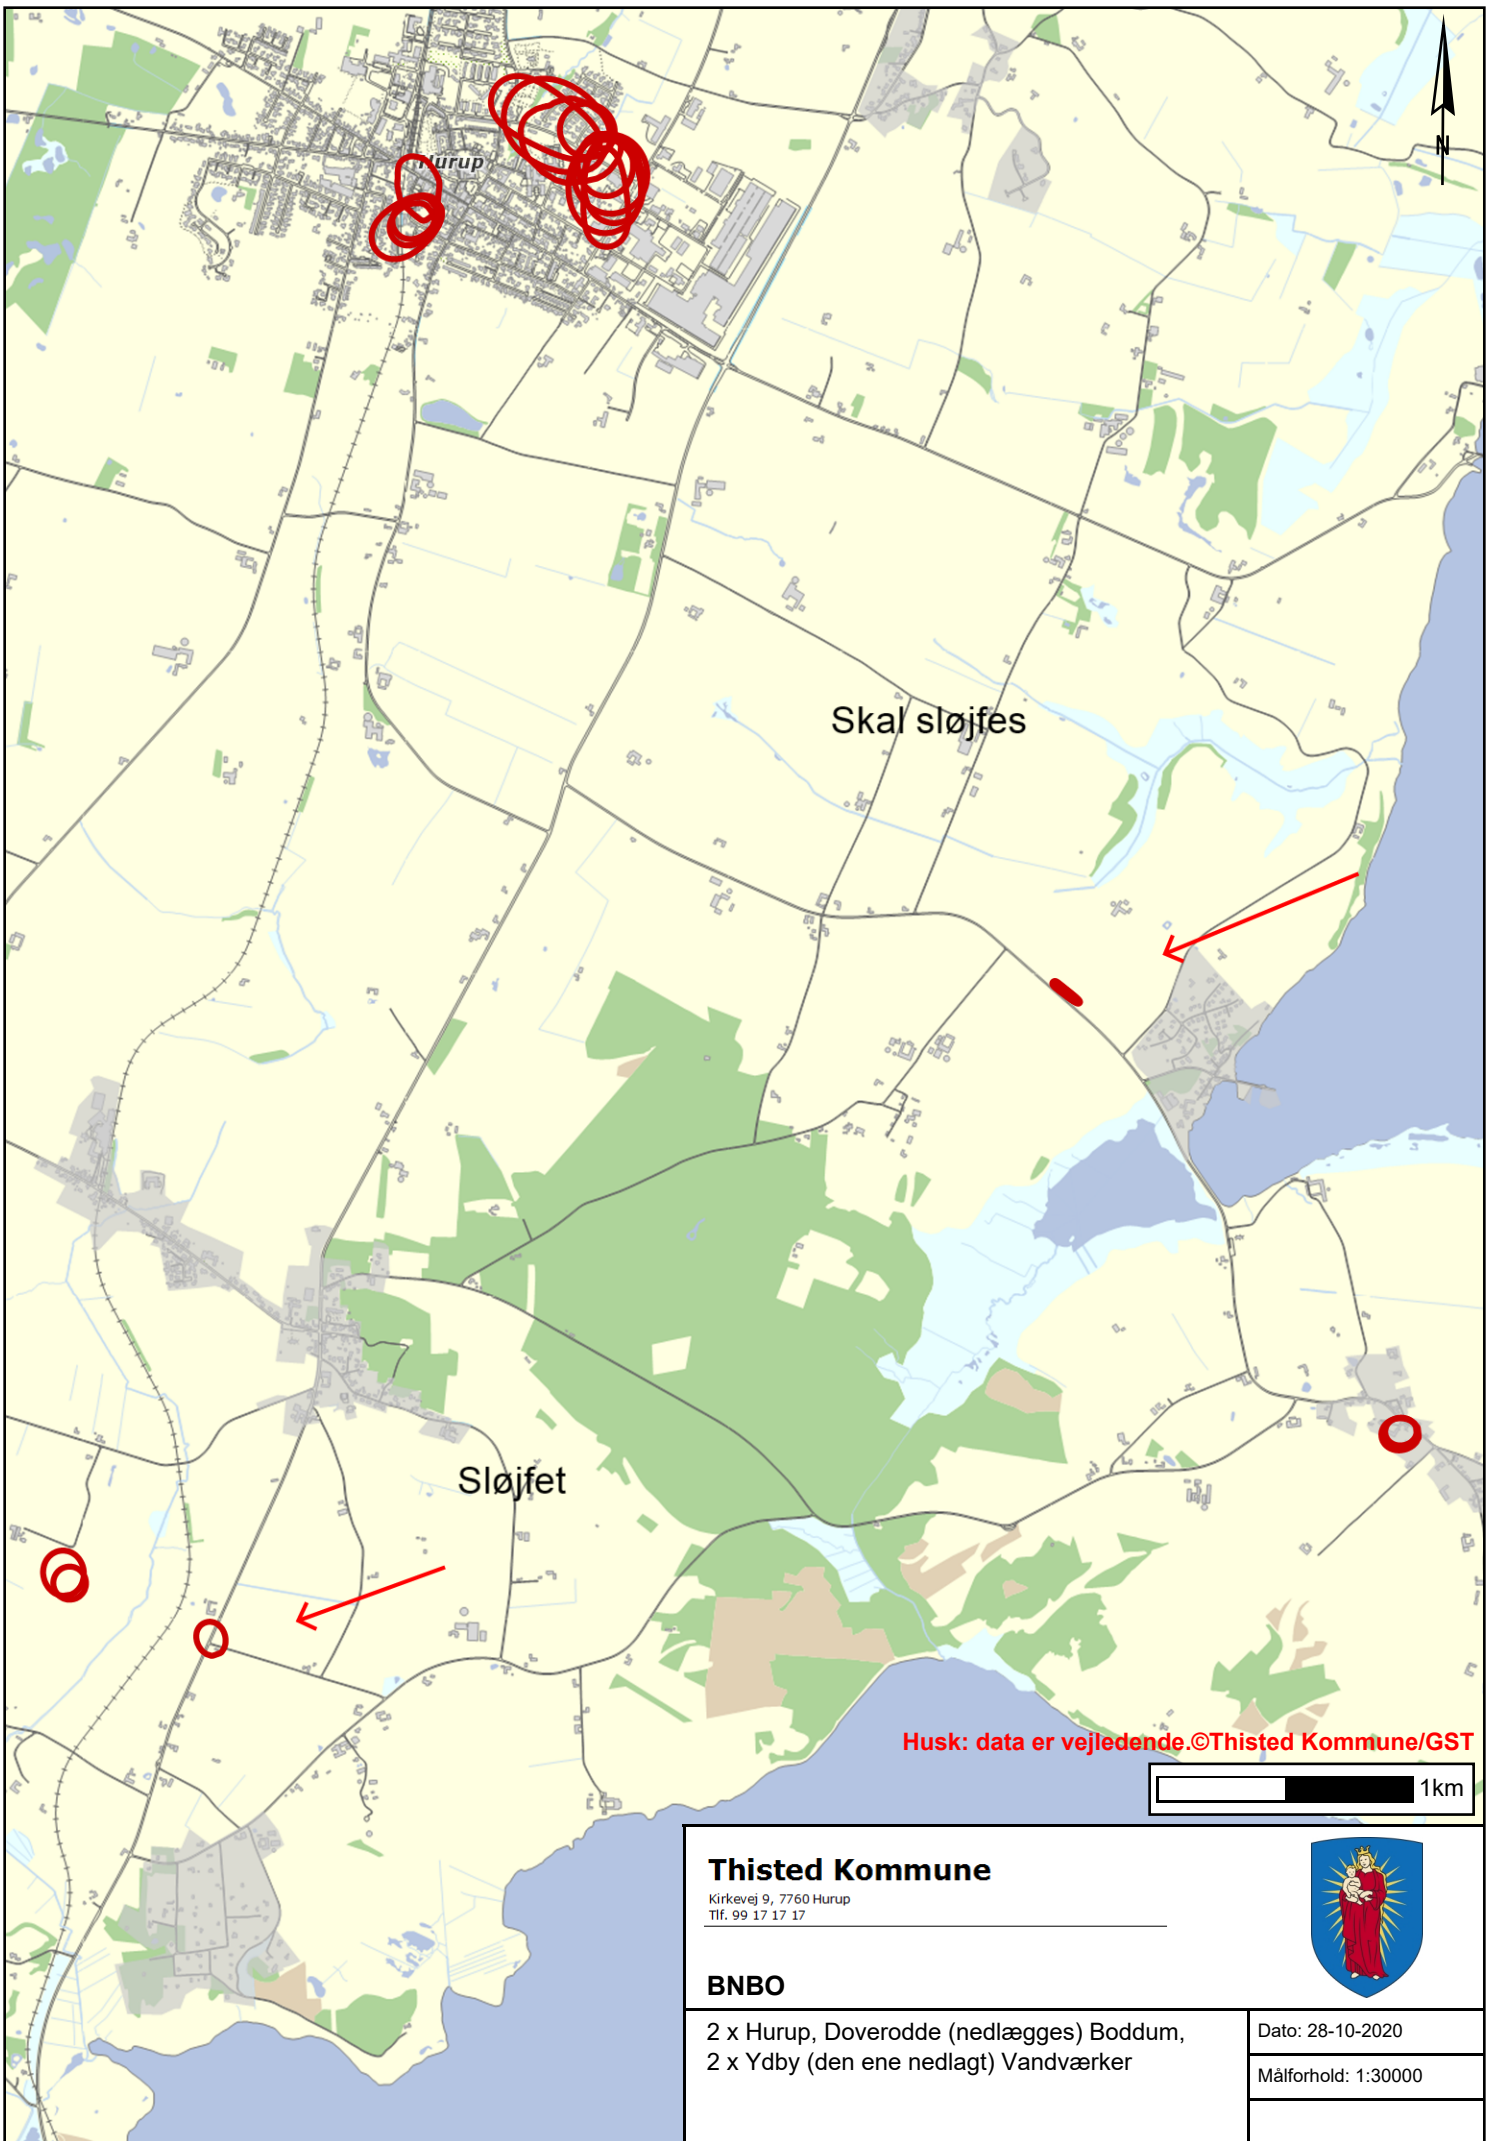 N
Hurup
Skal sløjfes
Sløjfet
Husk: data er vejledende.©Thisted Kommune/GST
1km
Thisted Kommune
Kirkevej 9, 7760 Hurup
Tlf. 99 17 17 17
BNBO
2 x Hurup, Doverodde (nedlægges) Boddum,
2 x Ydby (den ene nedlagt) Vandværker
Dato: 28-10-2020
Målforhold: 1:30000